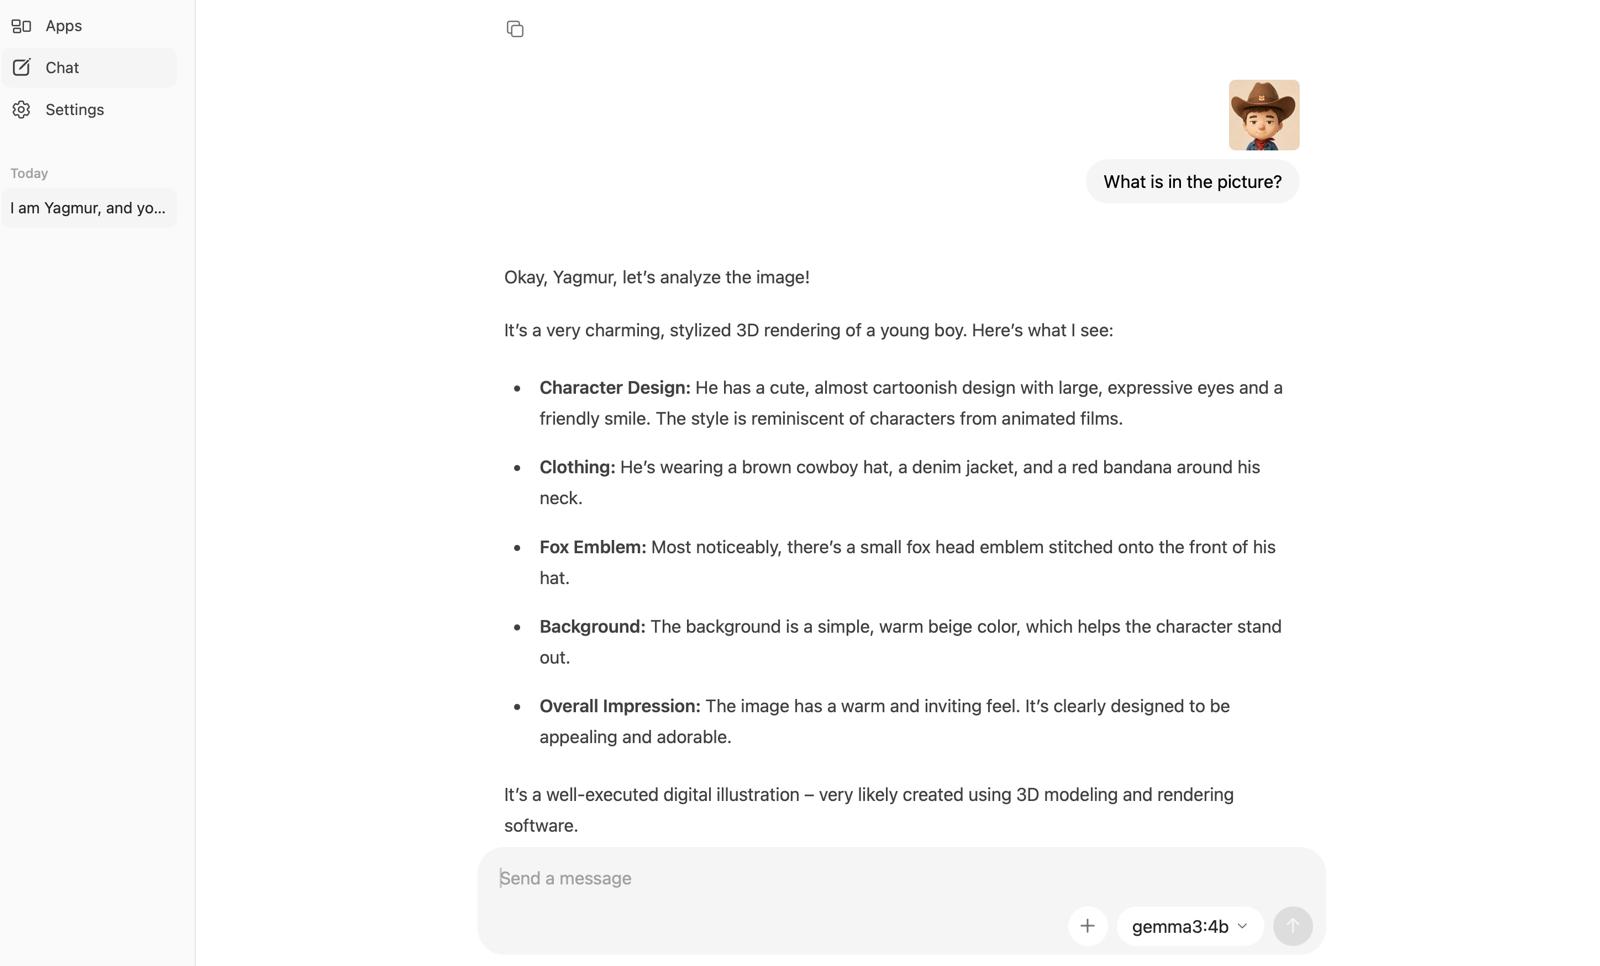 Apps
Chat
Settings
Today
I am Yagmur, and yo...
What is in the picture?
Okay, Yagmur, let’s analyze the image!
It’s a very charming, stylized 3D rendering of a young boy. Here’s what I see:
• Character Design: He has a cute, almost cartoonish design with large, expressive eyes and a
friendly smile. The style is reminiscent of characters from animated films.
• Clothing: He’s wearing a brown cowboy hat, a denim jacket, and a red bandana around his
neck.
• Fox Emblem: Most noticeably, there’s a small fox head emblem stitched onto the front of his
hat.
• Background: The background is a simple, warm beige color, which helps the character stand
out.
• Overall Impression: The image has a warm and inviting feel. It’s clearly designed to be
appealing and adorable.
It’s a well-executed digital illustration – very likely created using 3D modeling and rendering
software.
Send a message
gemma3:4b